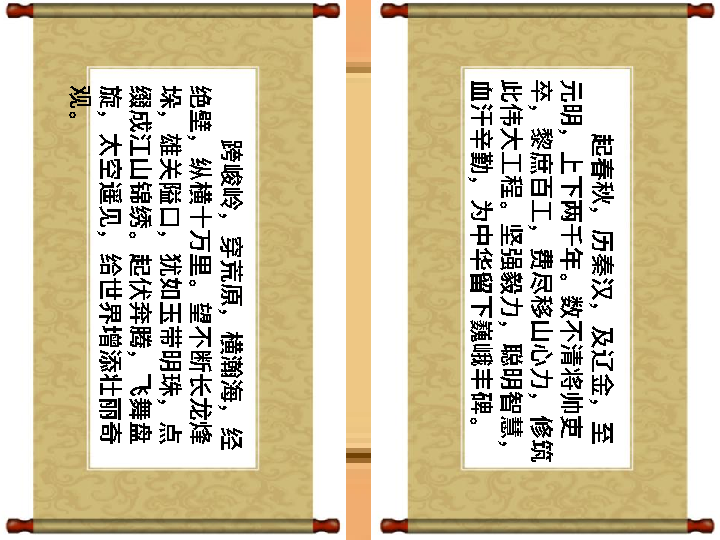 起春秋，历秦汉，及辽金，至
元明，上下两千年。数不清将帅吏
卒，黎庶百工，费尽移山心力，修筑
此伟大工程。坚强毅力，聪明智慧，
血汗辛勤，为中华留下巍峨丰碑。
跨峻岭，穿荒原，横瀚海，经
绝壁，纵横十万里。望不断长龙烽
垛，雄关隘口，犹如玉带明珠，点
缀成江山锦绣。起伏奔腾，飞舞盘
旋，太空遥见，给世界增添壮丽奇
观。